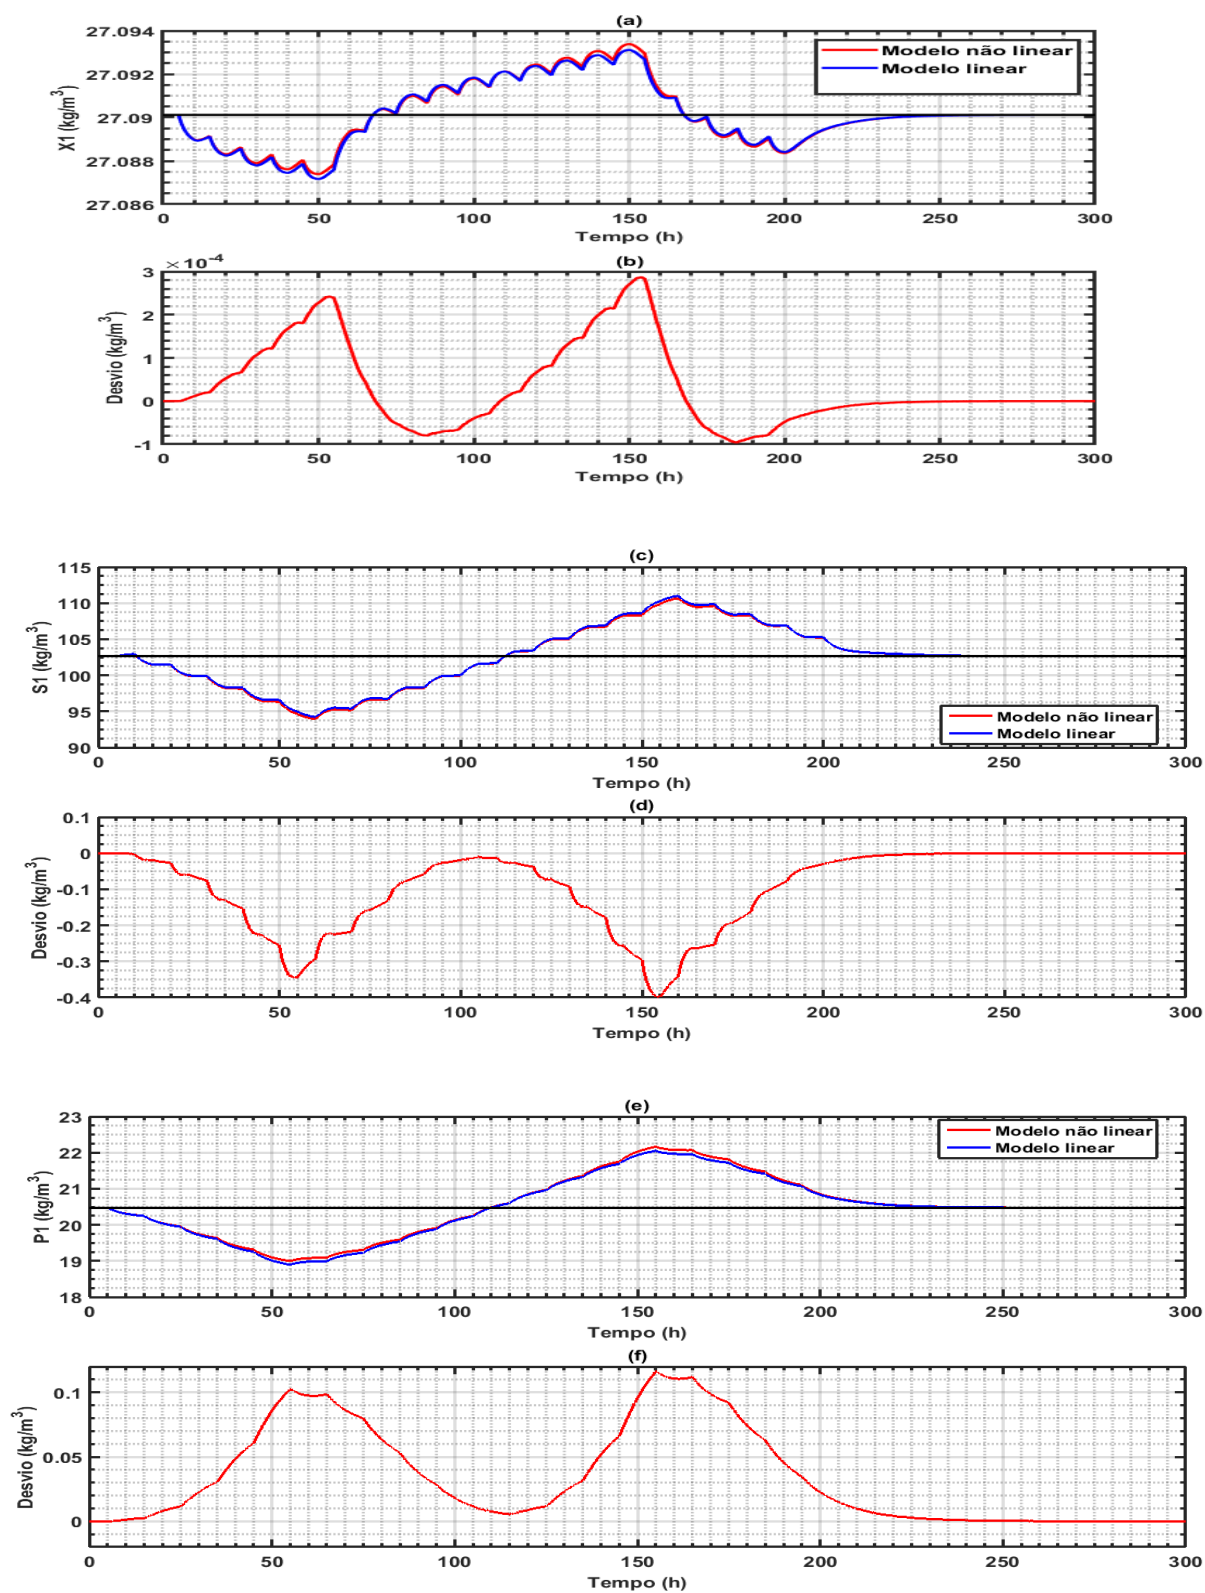 (a)
27.094
27.092
27.09
27.088
27.086
X1 (kg/m³)
Modelo não linear
Modelo linear
0 50 100 150 200 250 300
Tempo (h)
(b)
×10⁻⁴
3
2
1
0
-1
Desvio (kg/m³)
0 50 100 150 200 250 300
Tempo (h)
(c)
115
110
105
100
95
90
S1 (kg/m³)
Modelo não linear
Modelo linear
0 50 100 150 200 250 300
Tempo (h)
(d)
0.1
0
-0.1
-0.2
-0.3
-0.4
Desvio (kg/m³)
0 50 100 150 200 250 300
Tempo (h)
(e)
23
22
21
20
19
18
P1 (kg/m³)
Modelo não linear
Modelo linear
0 50 100 150 200 250 300
Tempo (h)
(f)
0.1
0.05
0
Desvio (kg/m³)
0 50 100 150 200 250 300
Tempo (h)